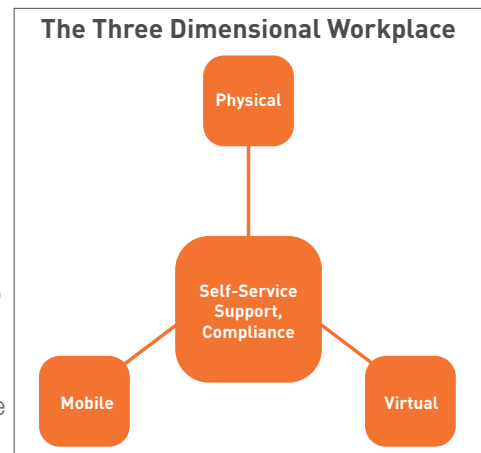 The Three Dimensional Workplace
Physical
Self-Service
Support,
Compliance
Mobile
Virtual
e